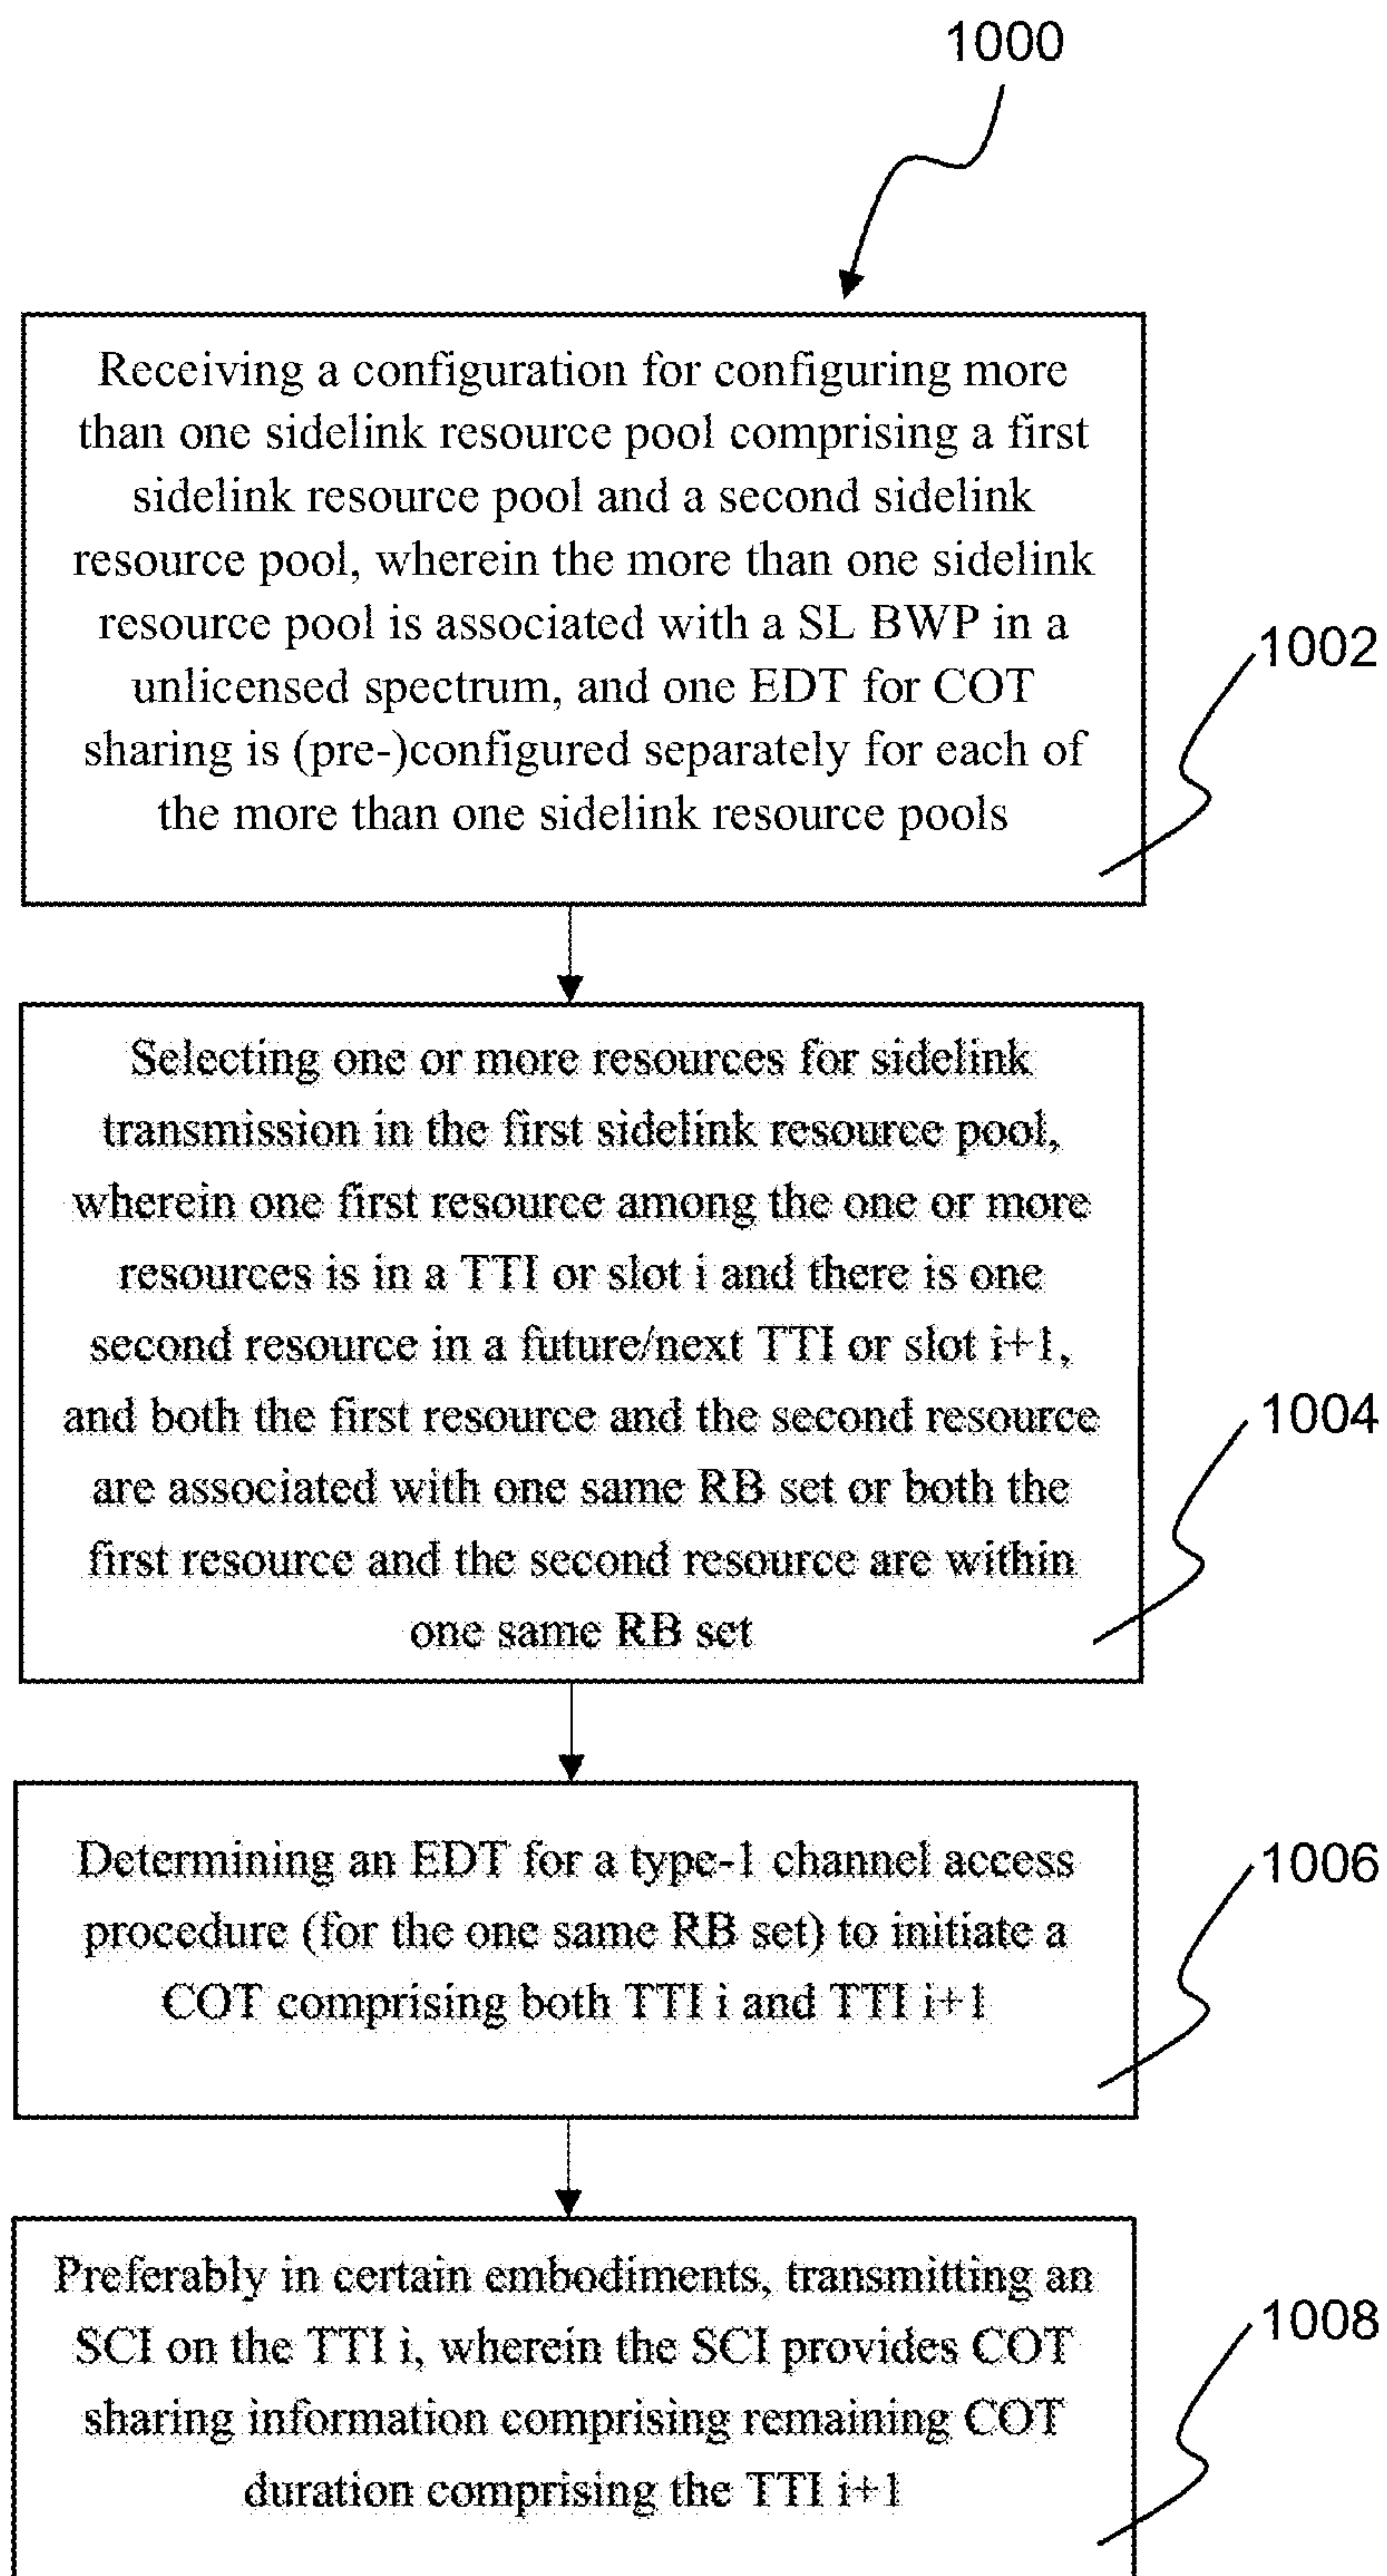 1000
Receiving a configuration for configuring more
than one sidelink resource pool comprising a first
sidelink resource pool and a second sidelink
resource pool, wherein the more than one sidelink
resource pool is associated with a SL BWP in a
unlicensed spectrum, and one EDT for COT
sharing is (pre-)configured separately for each of
the more than one sidelink resource pools
1002
Selecting one or more resources for sidelink
transmission in the first sidelink resource pool,
wherein one first resource among the one or more
resources is in a TTI or slot i and there is one
second resource in a future/next TTI or slot i+1,
and both the first resource and the second resource
are associated with one same RB set or both the
first resource and the second resource are within
one same RB set
1004
Determining an EDT for a type-1 channel access
procedure (for the one same RB set) to initiate a
COT comprising both TTI i and TTI i+1
1006
Preferably in certain embodiments, transmitting an
SCI on the TTI i, wherein the SCI provides COT
sharing information comprising remaining COT
duration comprising the TTI i+1
1008